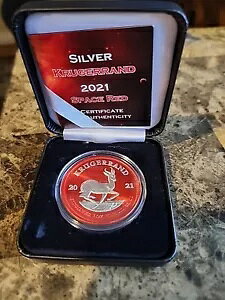 SILVER
KRUGERRAND
2021
SPACE RED
CERTIFICATE
AUTHENTICITY
KRUGERRAND
20 21